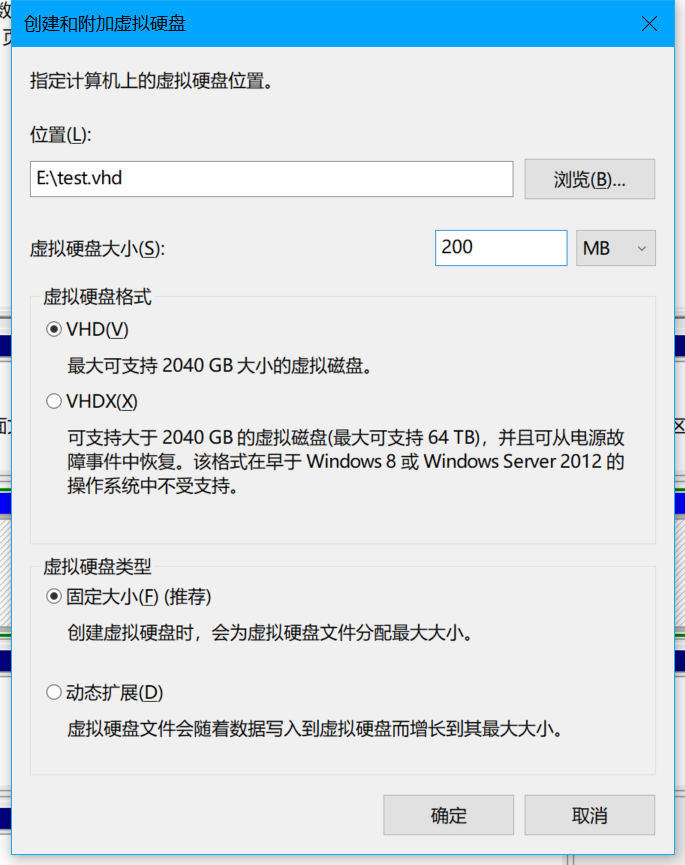 创建和附加虚拟硬盘
指定计算机上的虚拟硬盘位置。
位置(L):
E:\test.vhd
浏览(B)...
虚拟硬盘大小(S):
200
MB
虚拟硬盘格式
VHD(V)
最大可支持 2040 GB 大小的虚拟磁盘。
VHDX(X)
可支持大于 2040 GB 的虚拟磁盘(最大可支持 64 TB)，并且可从电源故
障事件中恢复。该格式在早于 Windows 8 或 Windows Server 2012 的
操作系统中不受支持。
虚拟硬盘类型
固定大小(F) (推荐)
创建虚拟硬盘时，会为虚拟硬盘文件分配最大大小。
动态扩展(D)
虚拟硬盘文件会随着数据写入到虚拟硬盘而增长到其最大大小。
确定
取消